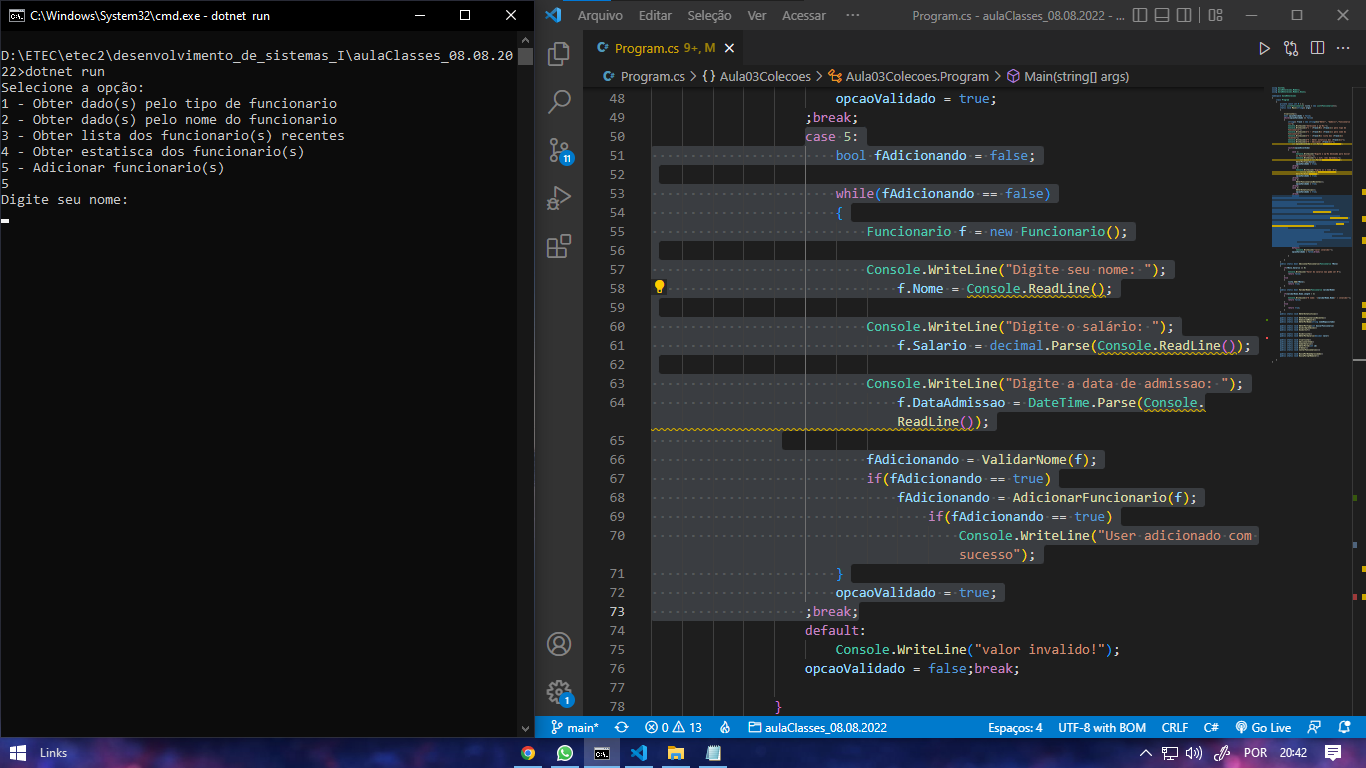 C:\Windows\System32\cmd.exe - dotnet run
D:\ETEC\etec2\desenvolvimento_de_sistemas_I\aulaClasses_08.08.20
22>dotnet run
Selecione a opção:
1 - Obter dado(s) pelo tipo de funcionario
2 - Obter dado(s) pelo nome do funcionario
3 - Obter lista dos funcionario(s) recentes
4 - Obter estatisca dos funcionario(s)
5 - Adicionar funcionario(s)
5
Digite seu nome:
Arquivo Editar Seleção Ver Acessar ··· Program.cs - aulaClasses_08.08.2022 - ...
Program.cs 9+, M
Program.cs > {} Aula03Colecoes > Aula03Colecoes.Program > Main(string[] args)
48 opcaoValidado = true;
49 ;break;
50 case 5:
51 bool fAdicionando = false;
52
53 while(fAdicionando == false)
54 {
55 Funcionario f = new Funcionario();
56
57 Console.WriteLine("Digite seu nome: ");
58 f.Nome = Console.ReadLine();
59
60 Console.WriteLine("Digite o salário: ");
61 f.Salario = decimal.Parse(Console.ReadLine());
62
63 Console.WriteLine("Digite a data de admissao: ");
64 f.DataAdmissao = DateTime.Parse(Console.
ReadLine());
65
66 fAdicionando = ValidarNome(f);
67 if(fAdicionando == true)
68 fAdicionando = AdicionarFuncionario(f);
69 if(fAdicionando == true)
70 Console.WriteLine("User adicionado com
sucesso");
71 }
72 opcaoValidado = true;
73 ;break;
74 default:
75 Console.WriteLine("valor invalido!");
76 opcaoValidado = false;break;
77
78 }
11
1
main* 0 13 aulaClasses_08.08.2022 Espaços: 4 UTF-8 with BOM CRLF C# Go Live
Links POR 20:42